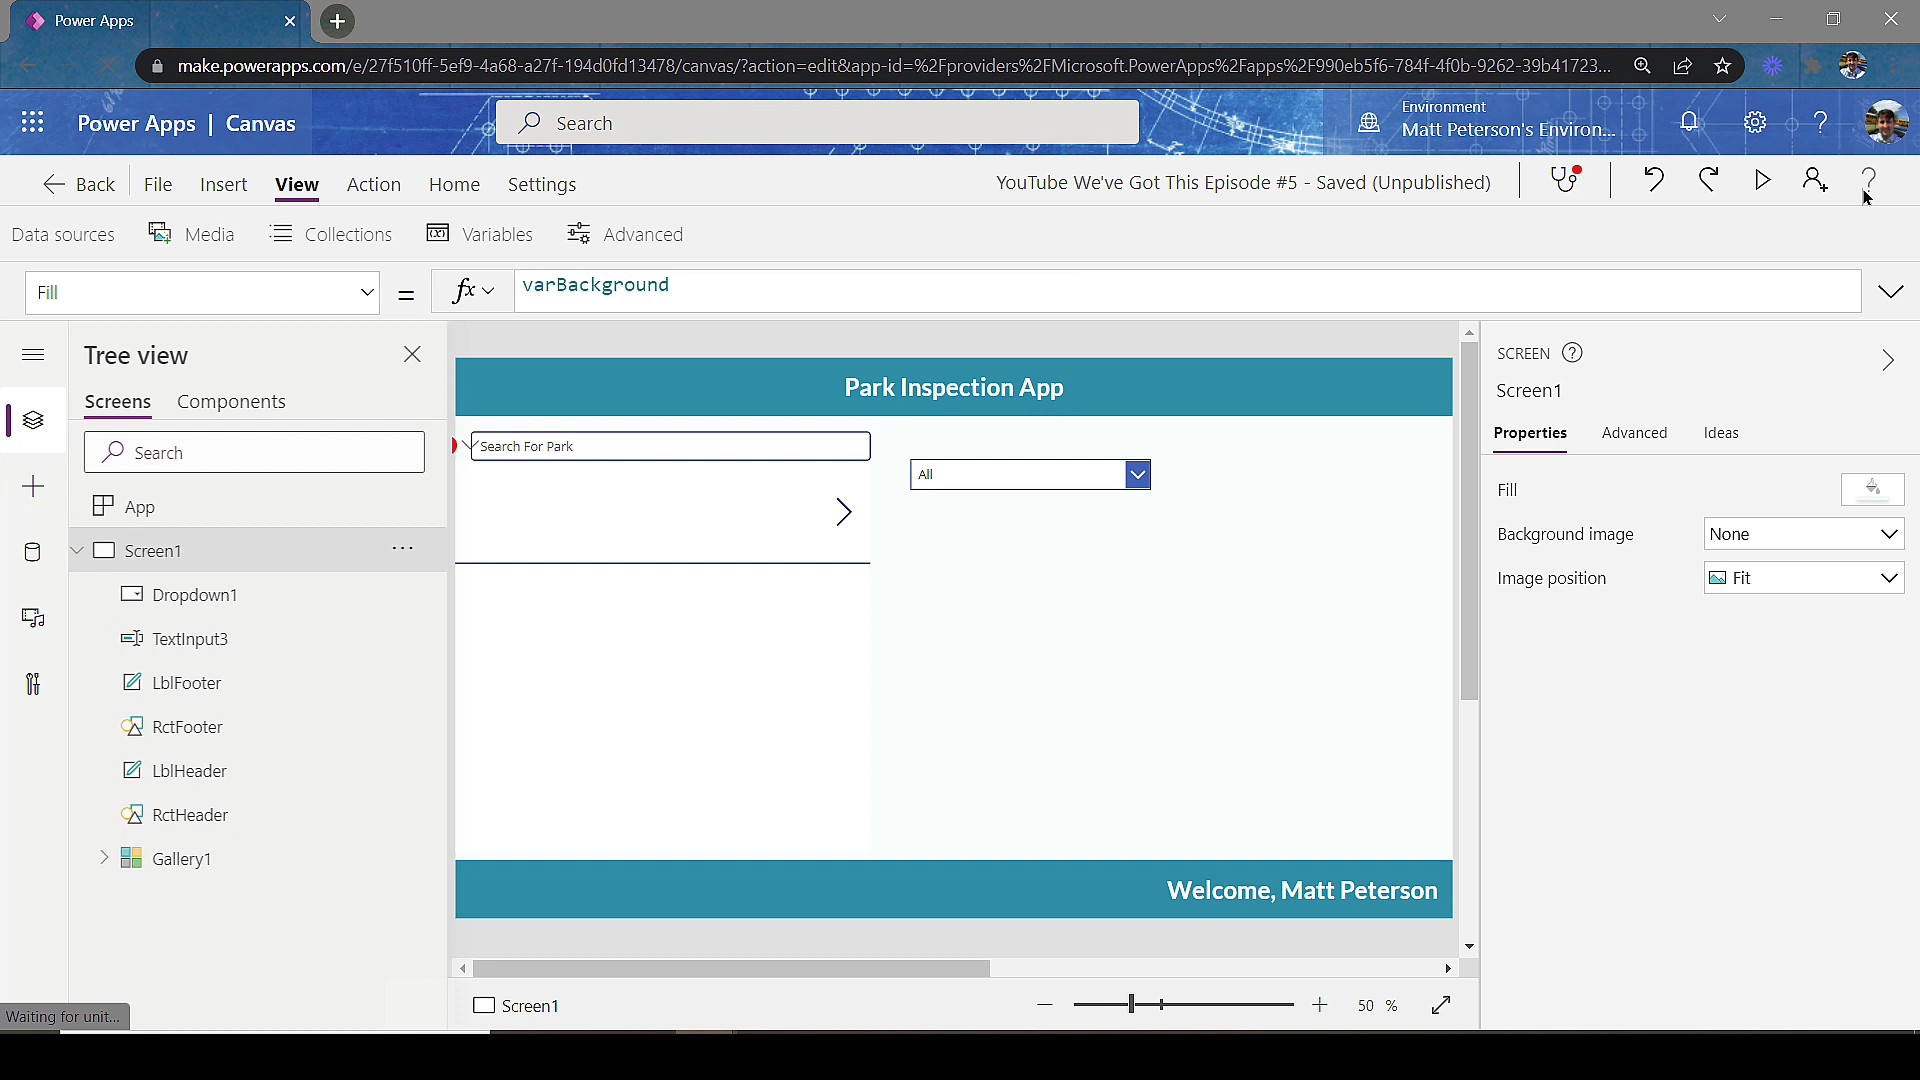 Power Apps
make.powerapps.com/e/27f510ff-5ef9-4a68-a27f-194d0fd13478/canvas/?action=edit&app-id=%2Fproviders%2FMicrosoft.PowerApps%2Fapps%2F990eb5f6-784f-4f0b-9262-39b41723...
Power Apps | Canvas
Search
Environment
Matt Peterson's Environ...
Back
File
Insert
View
Action
Home
Settings
YouTube We've Got This Episode #5 - Saved (Unpublished)
Data sources
Media
Collections
Variables
Advanced
Fill
=
fx
varBackground
Tree view
Screens
Components
Search
App
Screen1
Dropdown1
TextInput3
LblFooter
RctFooter
LblHeader
RctHeader
Gallery1
Park Inspection App
Search For Park
All
Welcome, Matt Peterson
SCREEN
Screen1
Properties
Advanced
Ideas
Fill
Background image
None
Image position
Fit
Waiting for unit...
Screen1
50 %